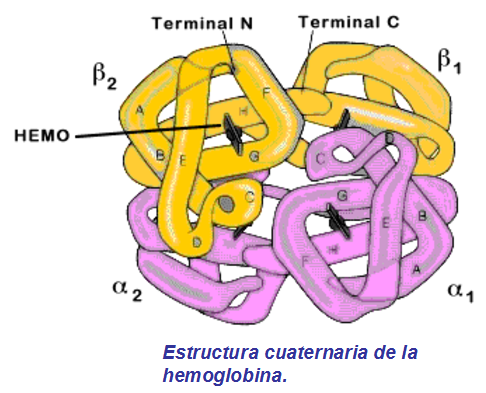 Terminal N
Terminal C
β2
β1
HEMO
A
B
E
F
H
G
C
D
D
C
G
B
E
F
H
A
α2
α1
Estructura cuaternaria de la
hemoglobina.